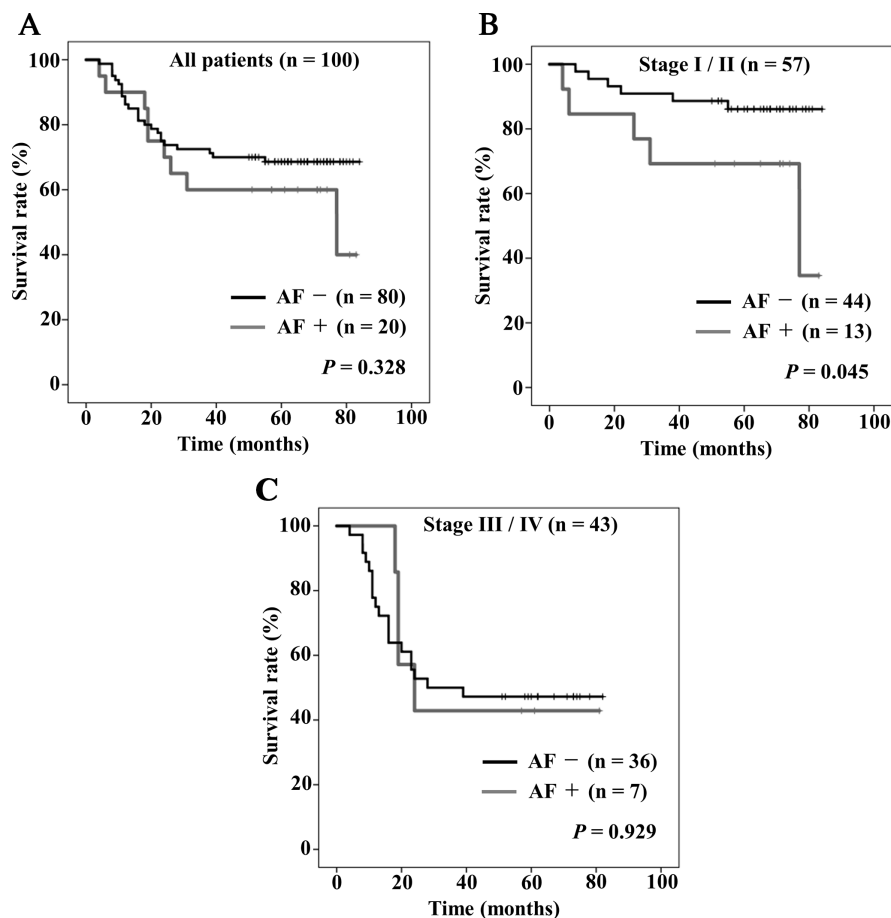 A
All patients (n = 100)
Survival rate (%)
100
80
60
40
20
0
AF − (n = 80)
AF + (n = 20)
P = 0.328
0 20 40 60 80 100
Time (months)
B
Stage I / II (n = 57)
Survival rate (%)
100
80
60
40
20
0
AF − (n = 44)
AF + (n = 13)
P = 0.045
0 20 40 60 80 100
Time (months)
C
Stage III / IV (n = 43)
Survival rate (%)
100
80
60
40
20
0
AF − (n = 36)
AF + (n = 7)
P = 0.929
0 20 40 60 80 100
Time (months)